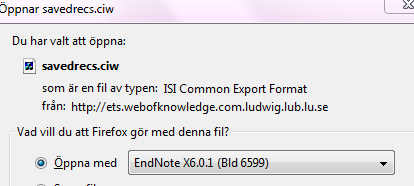 Öppnar savedrecs.ciw
Du har valt att öppna:
savedrecs.ciw
som är en fil av typen: ISI Common Export Format
från: http://ets.webofknowledge.com.ludwig.lub.lu.se
Vad vill du att Firefox gör med denna fil?
Öppna med EndNote X6.0.1 (Bld 6599)